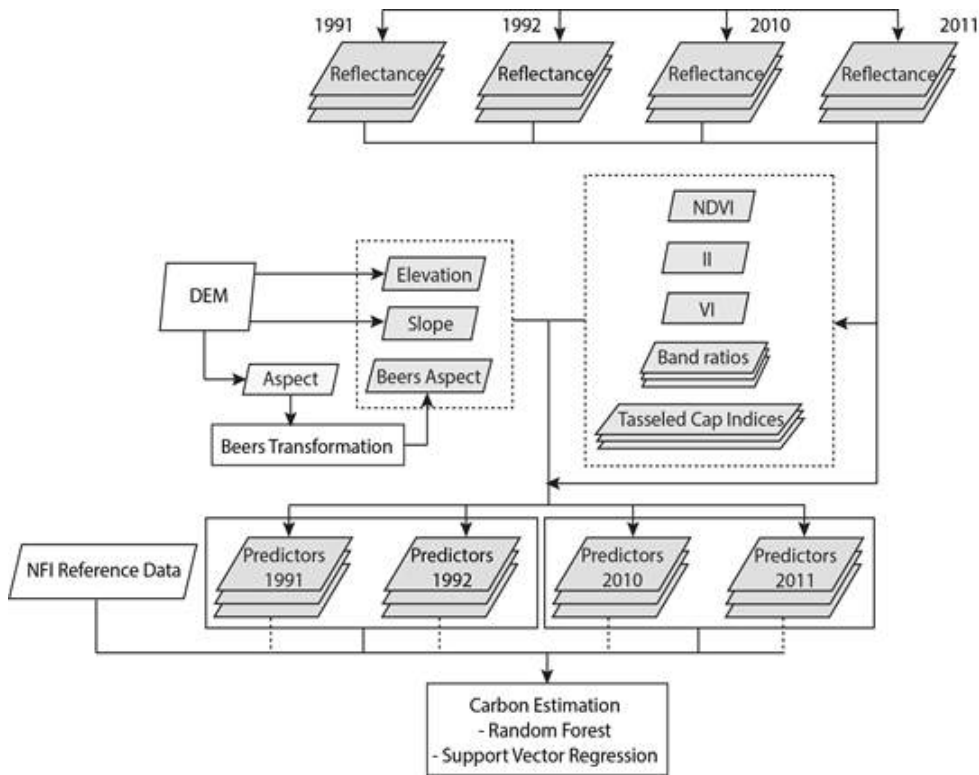 1991 1992 2010 2011
Reflectance Reflectance Reflectance Reflectance
NDVI
II
VI
Band ratios
Tasseled Cap Indices
DEM
Elevation
Slope
Beers Aspect
Aspect
Beers Transformation
NFI Reference Data
Predictors
1991
Predictors
1992
Predictors
2010
Predictors
2011
Carbon Estimation
- Random Forest
- Support Vector Regression